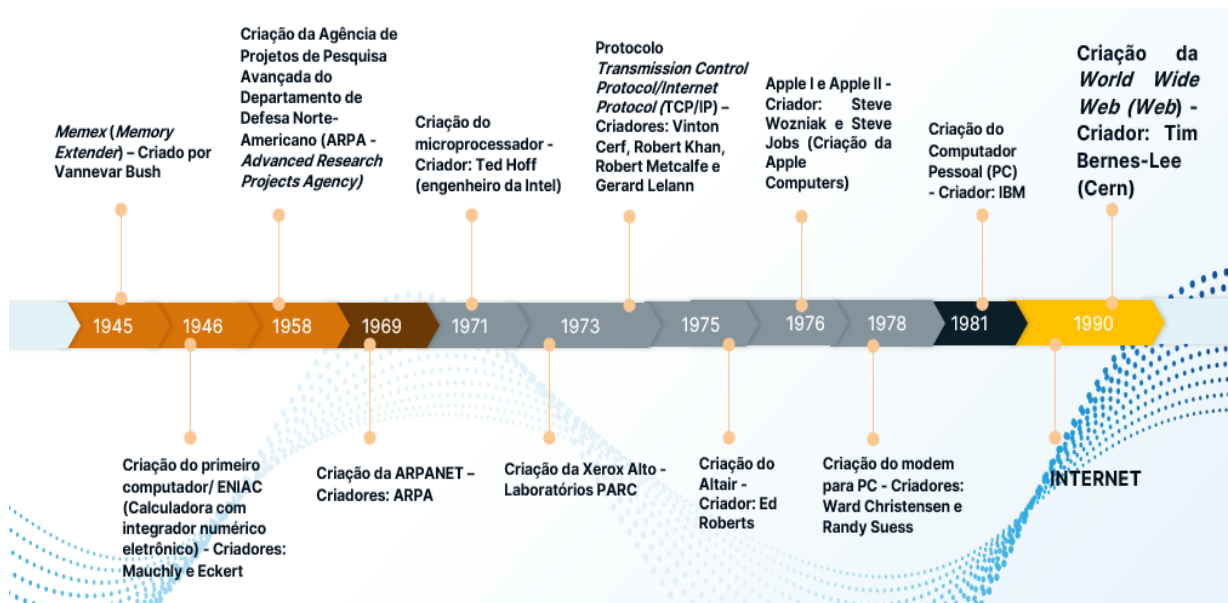 Memex (Memory
Extender) – Criado por
Vannevar Bush
Criação da Agência de
Projetos de Pesquisa
Avançada do
Departamento de
Defesa Norte-
Americano (ARPA -
Advanced Research
Projects Agency)
Criação do
microprocessador -
Criador: Ted Hoff
(engenheiro da Intel)
Protocolo
Transmission Control
Protocol/Internet
Protocol (TCP/IP) –
Criadores: Vinton
Cerf, Robert Khan,
Robert Metcalfe e
Gerard Lelann
Apple I e Apple II -
Criador: Steve
Wozniak e Steve
Jobs (Criação da
Apple
Computers)
Criação do
Computador
Pessoal (PC)
- Criador: IBM
Criação da
World Wide
Web (Web) -
Criador: Tim
Bernes-Lee
(Cern)
1945
1946
1958
1969
1971
1973
1975
1976
1978
1981
1990
Criação do primeiro
computador/ ENIAC
(Calculadora com
integrador numérico
eletrônico) - Criadores:
Mauchly e Eckert
Criação da ARPANET –
Criadores: ARPA
Criação da Xerox Alto -
Laboratórios PARC
Criação do
Altair -
Criador: Ed
Roberts
Criação do modem
para PC - Criadores:
Ward Christensen e
Randy Suess
INTERNET